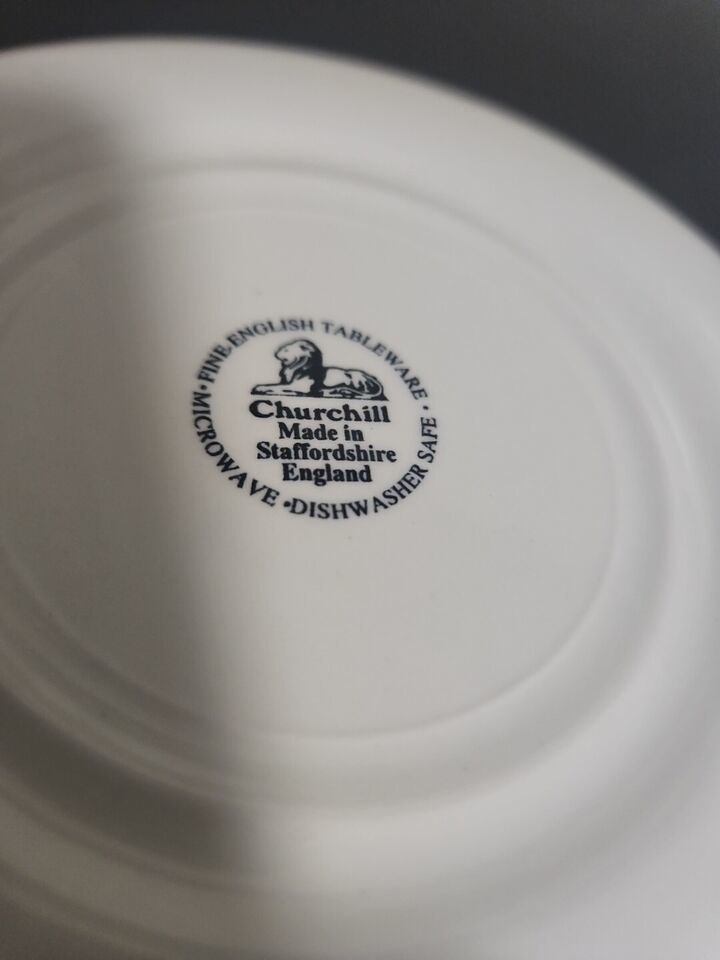 • FINE ENGLISH TABLEWARE •
Churchill
Made in
Staffordshire
England
MICROWAVE • DISHWASHER SAFE